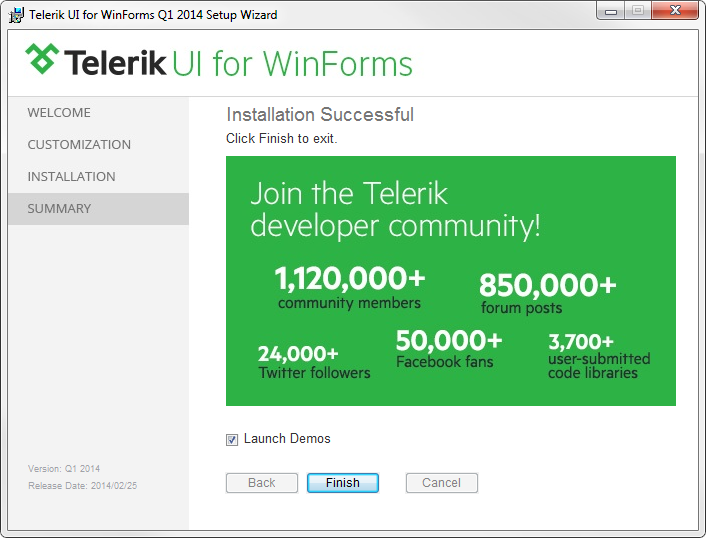 Telerik UI for WinForms Q1 2014 Setup Wizard
Telerik UI for WinForms
WELCOME
CUSTOMIZATION
INSTALLATION
SUMMARY
Version: Q1 2014
Release Date: 2014/02/25
Installation Successful
Click Finish to exit.
Join the Telerik
developer community!
1,120,000+
community members
850,000+
forum posts
24,000+
Twitter followers
50,000+
Facebook fans
3,700+
user-submitted
code libraries
Launch Demos
Back
Finish
Cancel